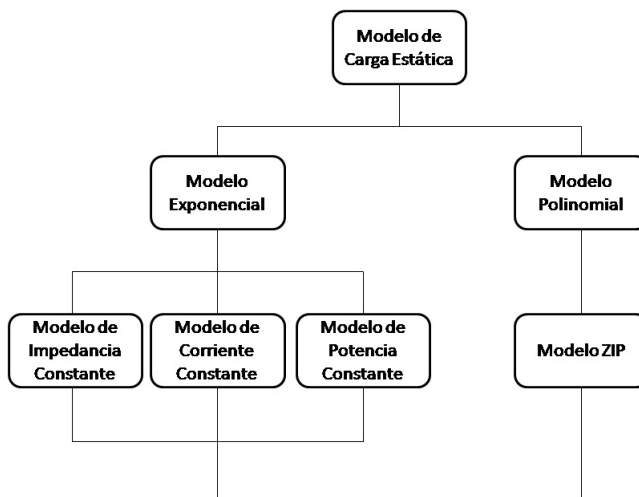 Modelo de
Carga Estática
Modelo
Exponencial
Modelo
Polinomial
Modelo de
Impedancia
Constante
Modelo de
Corriente
Constante
Modelo de
Potencia
Constante
Modelo ZIP